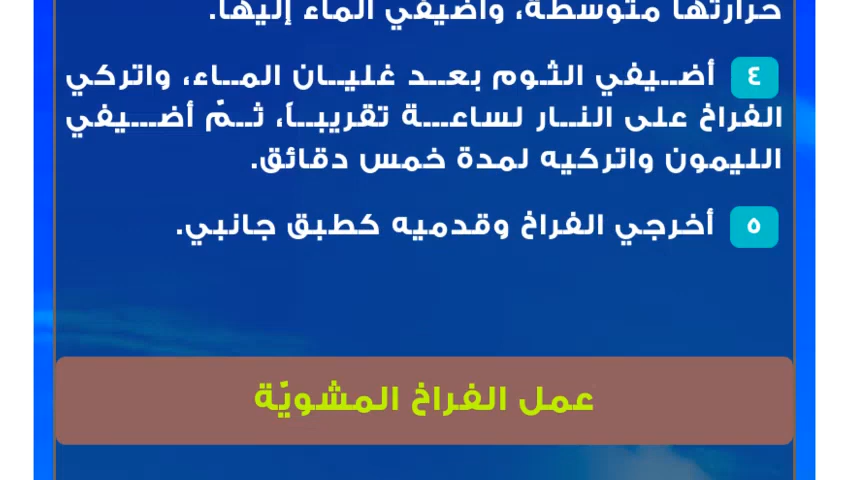 حرارتها متوسطة، وأضيفي الماء إليها.
٤ أضيفي الثوم بعد غليان الماء، واتركي
الفراخ على النار لساعة تقريباً، ثمّ أضيفي
الليمون واتركيه لمدة خمس دقائق.
٥ أخرجي الفراخ وقدميه كطبق جانبي.
عمل الفراخ المشويّة